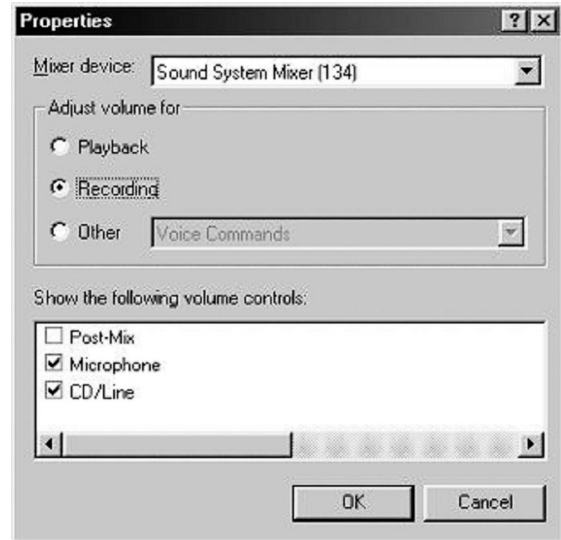 Properties
Mixer device: Sound System Mixer (134)
Adjust volume for
Playback
Recording
Other Voice Commands
Show the following volume controls:
Post-Mix
Microphone
CD/Line
OK Cancel